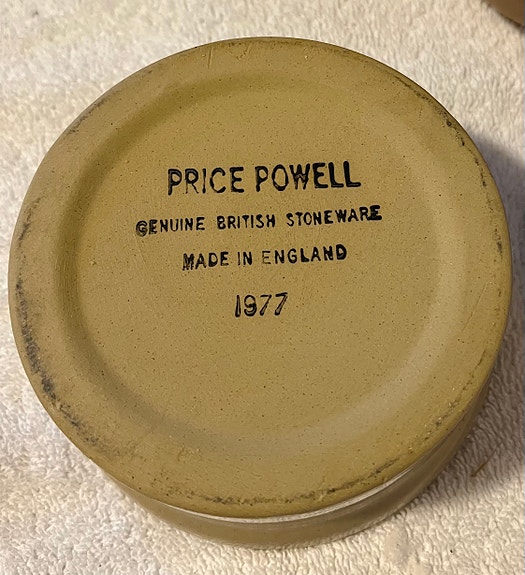 PRICE POWELL
GENUINE BRITISH STONEWARE
MADE IN ENGLAND
1977